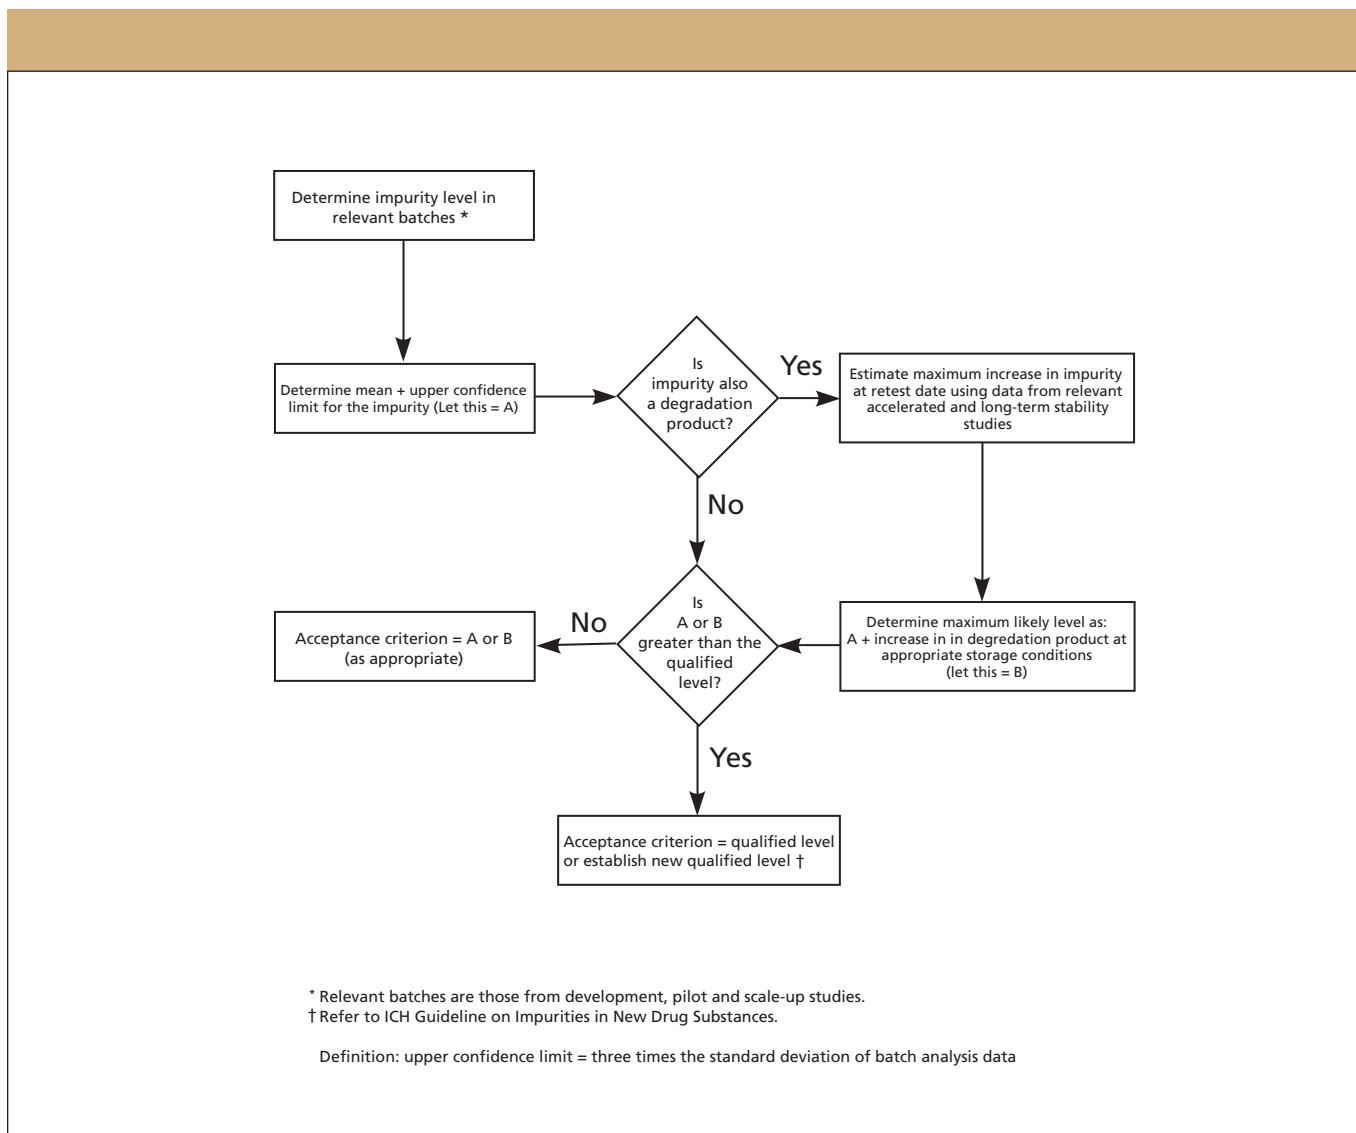 Determine impurity level in
relevant batches *
Determine mean + upper confidence
limit for the impurity (Let this = A)
Is
impurity also
a degradation
product?
Yes
Estimate maximum increase in impurity
at retest date using data from relevant
accelerated and long-term stability
studies
No
Determine maximum likely level as:
A + increase in in degredation product at
appropriate storage conditions
(let this = B)
Is
A or B
greater than the
qualified
level?
No
Acceptance criterion = A or B
(as appropriate)
Yes
Acceptance criterion = qualified level
or establish new qualified level †
* Relevant batches are those from development, pilot and scale-up studies.
† Refer to ICH Guideline on Impurities in New Drug Substances.
Definition: upper confidence limit = three times the standard deviation of batch analysis data